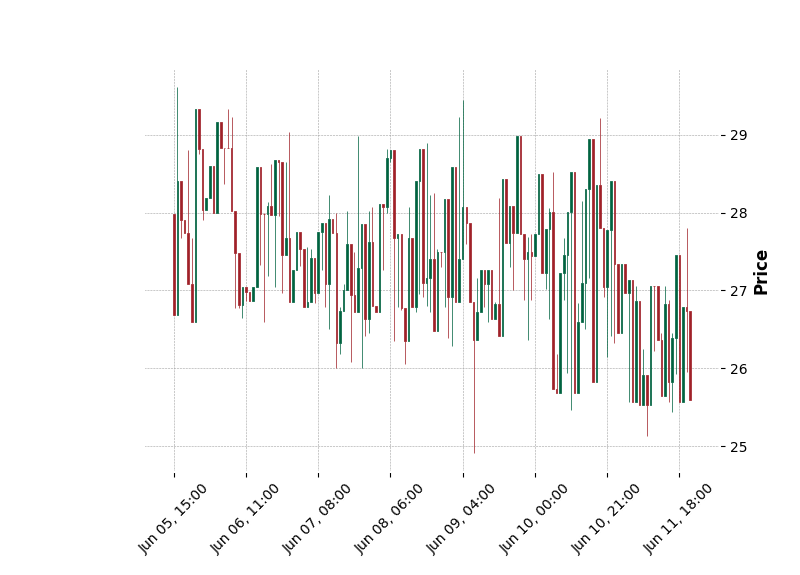 29
28
Price
27
26
25
Jun 05, 15:00
Jun 06, 11:00
Jun 07, 08:00
Jun 08, 06:00
Jun 09, 04:00
Jun 10, 00:00
Jun 10, 21:00
Jun 11, 18:00